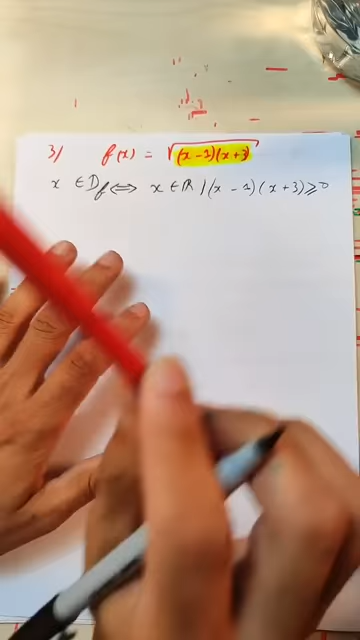 3) f(x) = √(x-1)(x+3)
x ∈ Df ⟺ x ∈ ℝ / (x - 1)(x + 3) ⩾ 0